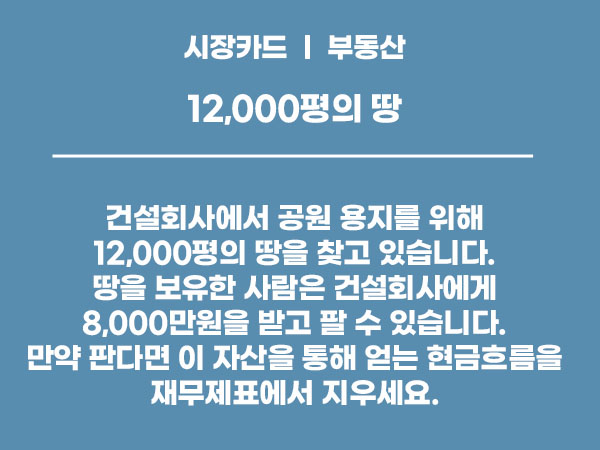 시장카드 | 부동산
12,000평의 땅
건설회사에서 공원 용지를 위해
12,000평의 땅을 찾고 있습니다.
땅을 보유한 사람은 건설회사에게
8,000만원을 받고 팔 수 있습니다.
만약 판다면 이 자산을 통해 얻는 현금흐름을
재무제표에서 지우세요.